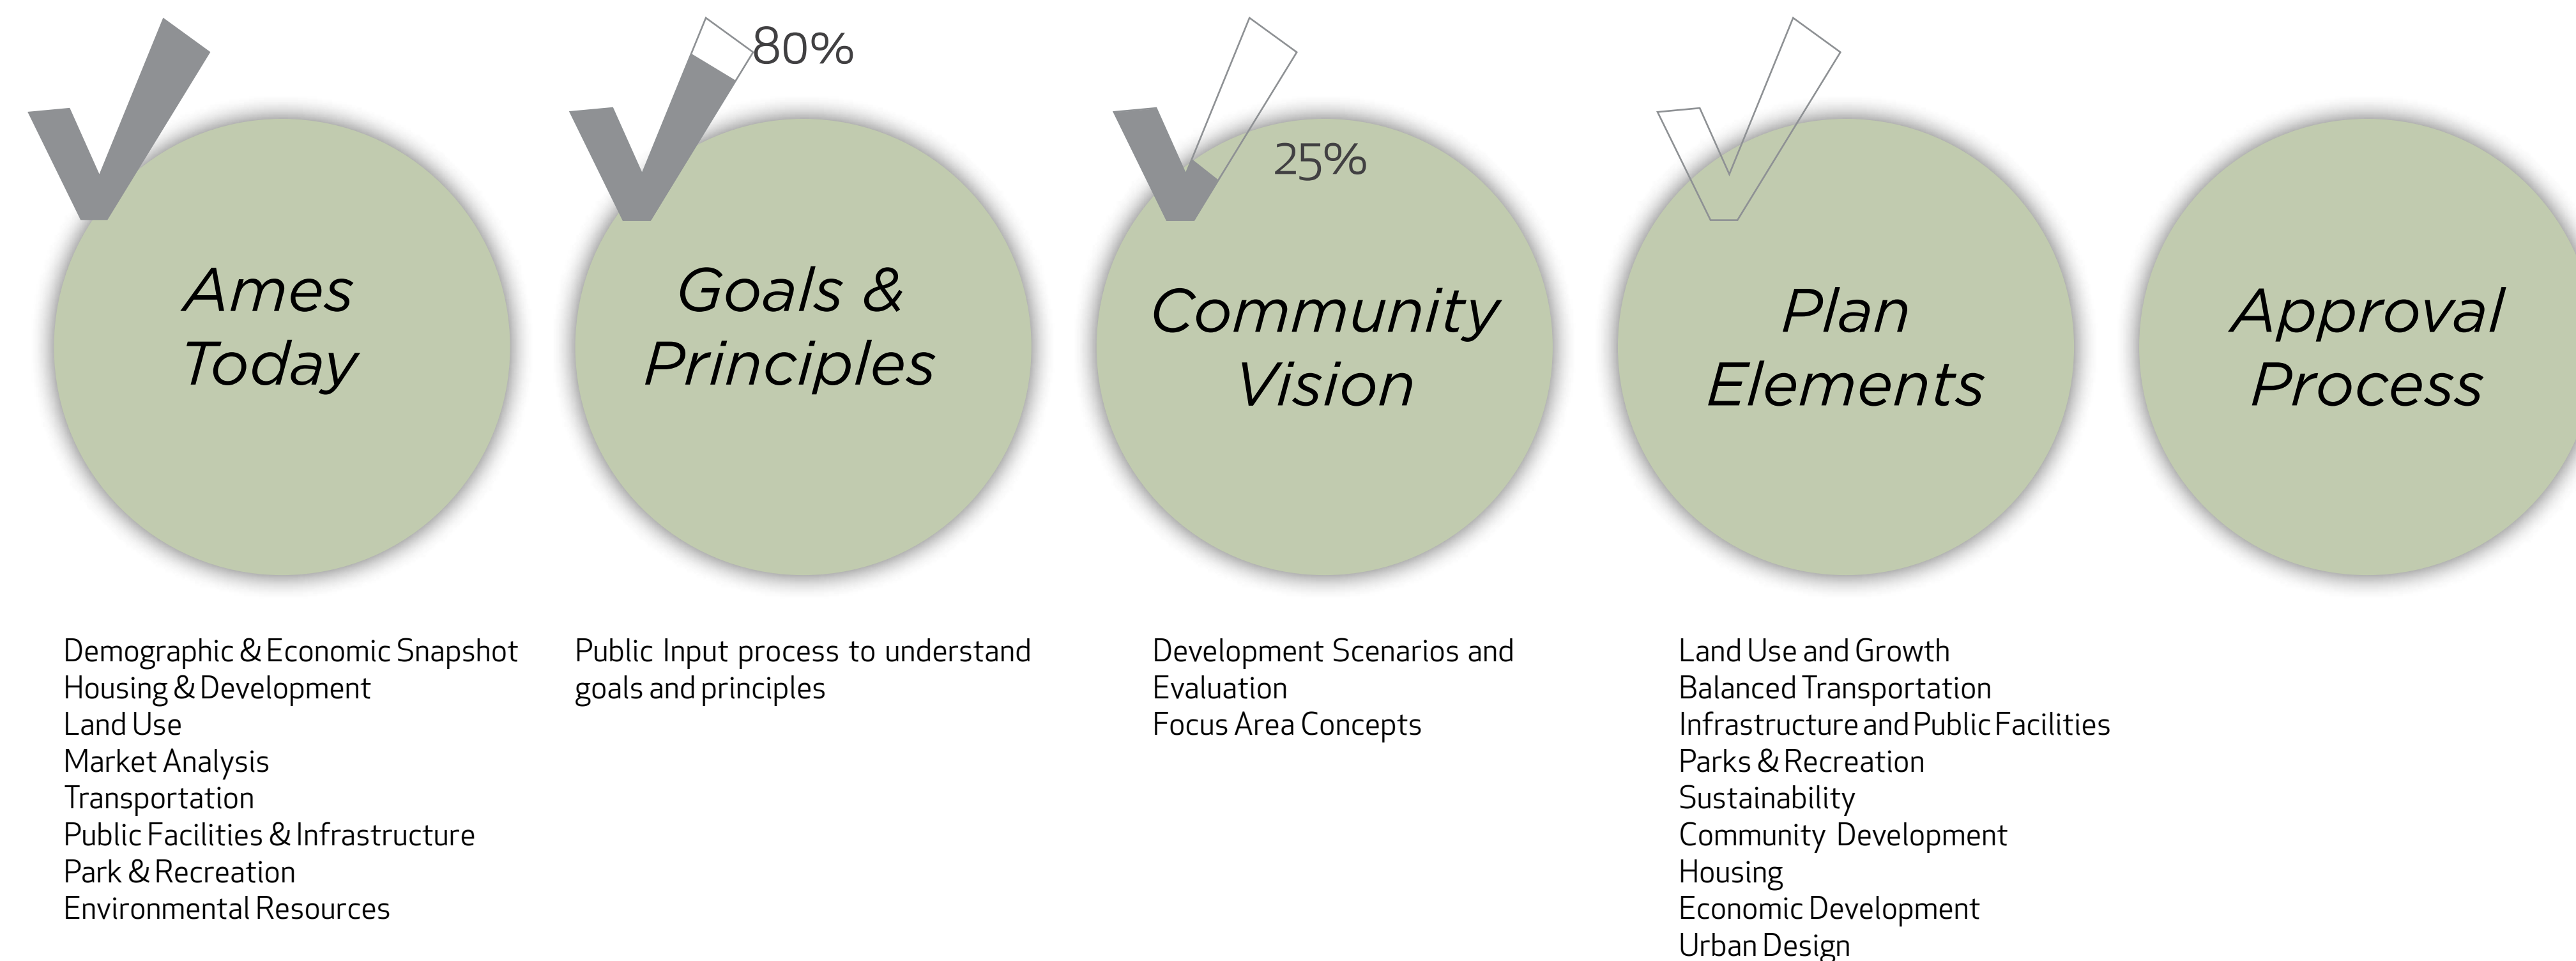 80%
25%
Ames
Today
Goals &
Principles
Community
Vision
Plan
Elements
Approval
Process
Demographic & Economic Snapshot
Housing & Development
Land Use
Market Analysis
Transportation
Public Facilities & Infrastructure
Park & Recreation
Environmental Resources
Public Input process to understand
goals and principles
Development Scenarios and
Evaluation
Focus Area Concepts
Land Use and Growth
Balanced Transportation
Infrastructure and Public Facilities
Parks & Recreation
Sustainability
Community Development
Housing
Economic Development
Urban Design